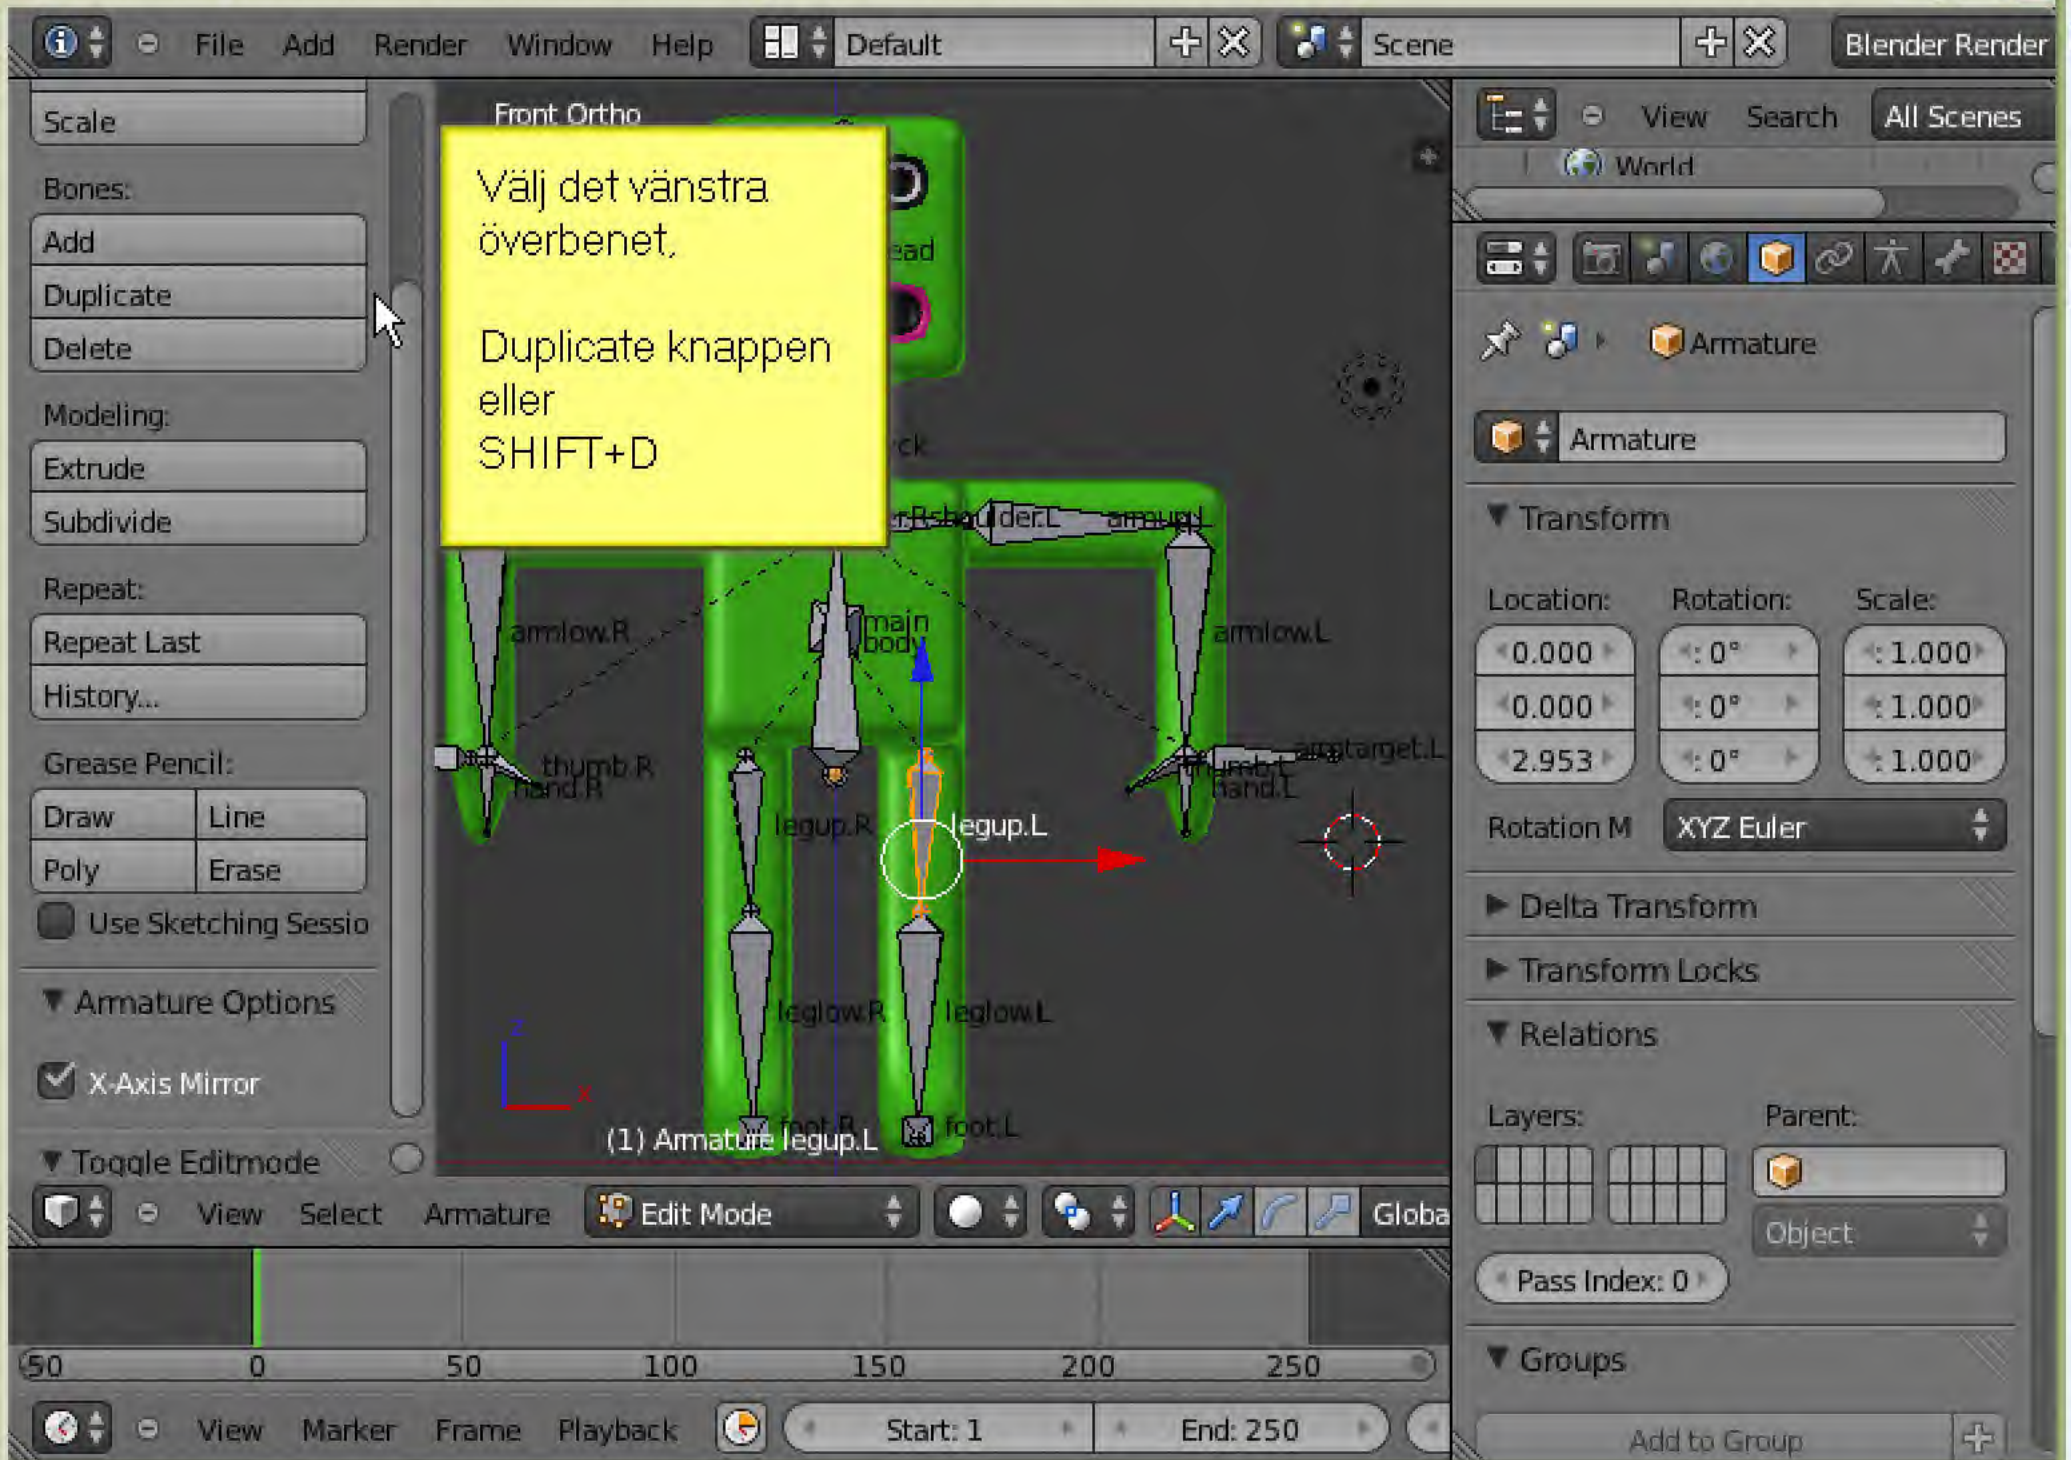 File Add Render Window Help Default Scene Blender Render
Scale
Bones:
Add
Duplicate
Delete
Modeling:
Extrude
Subdivide
Repeat:
Repeat Last
History...
Grease Pencil:
Draw Line
Poly Erase
Use Sketching Sessio
Armature Options
X-Axis Mirror
Toggle Editmode
Front Ortho
Välj det vänstra
överbenet,
Duplicate knappen
eller
SHIFT+D
ead
ck
r.R shoulder.L armup.L
armlow.R
main
body
armlow.L
thumb.R
hand.R
armtarget.L
thumb.L
hand.L
legup.R
legup.L
leglow.R
leglow.L
z
x
foot.R
foot.L
(1) Armature legup.L
View Select Armature Edit Mode Globa
50 0 50 100 150 200 250
View Marker Frame Playback Start: 1 End: 250
View Search All Scenes
World
Armature
Armature
Transform
Location: Rotation: Scale:
0.000 : 0° : 1.000
0.000 : 0° : 1.000
2.953 : 0° : 1.000
Rotation M XYZ Euler
Delta Transform
Transform Locks
Relations
Layers: Parent:
Object
Pass Index: 0
Groups
Add to Group